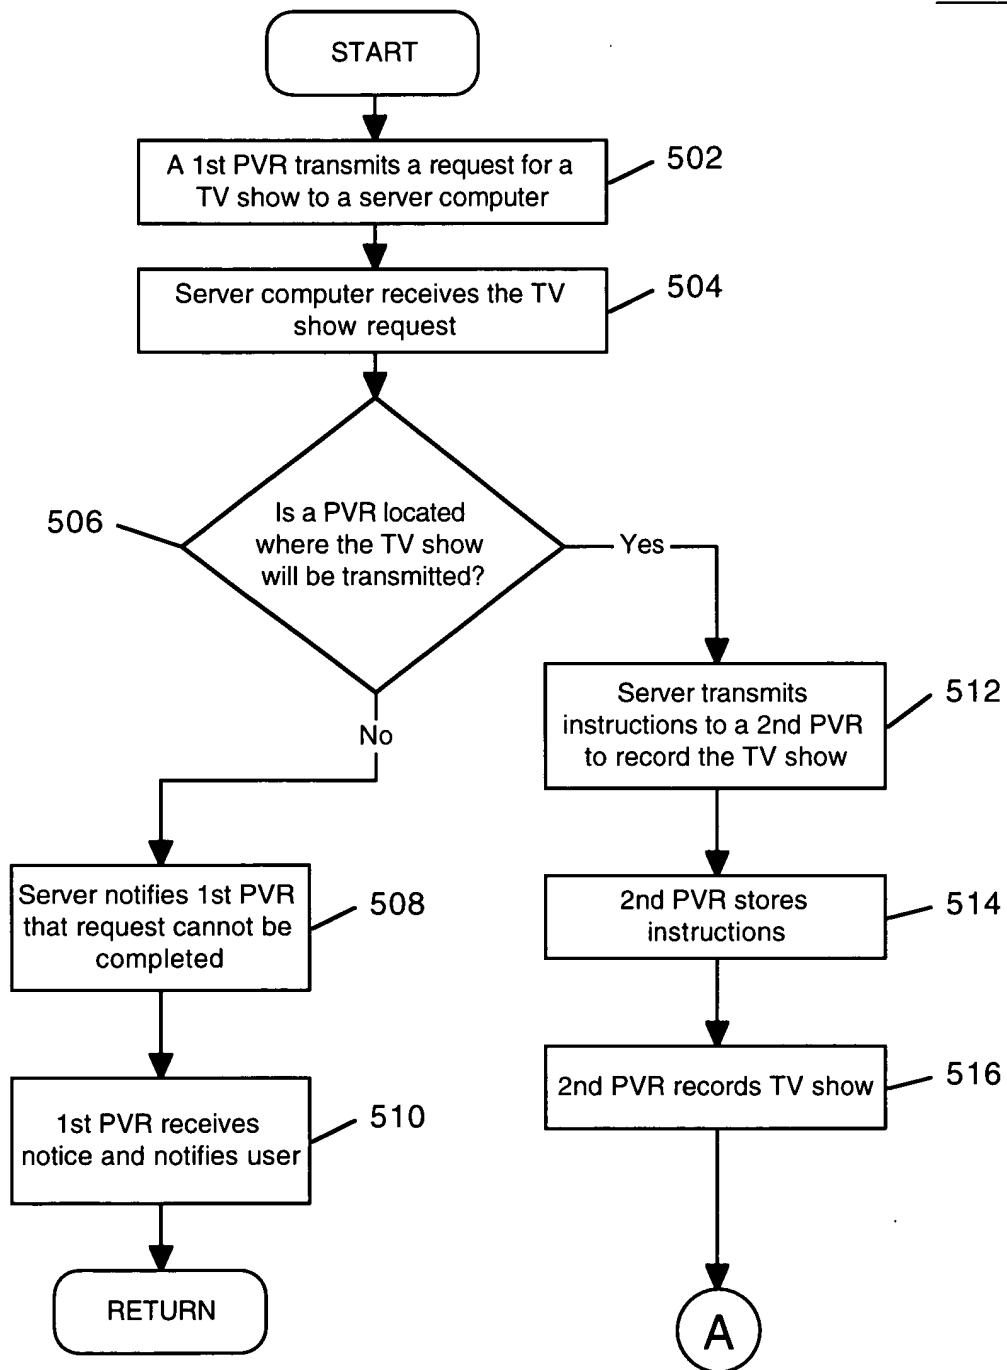 START
A 1st PVR transmits a request for a
TV show to a server computer
502
Server computer receives the TV
show request
504
506
Is a PVR located
where the TV show
will be transmitted?
Yes
No
Server transmits
instructions to a 2nd PVR
to record the TV show
512
Server notifies 1st PVR
that request cannot be
completed
508
2nd PVR stores
instructions
514
2nd PVR records TV show
516
1st PVR receives
notice and notifies user
510
RETURN
A